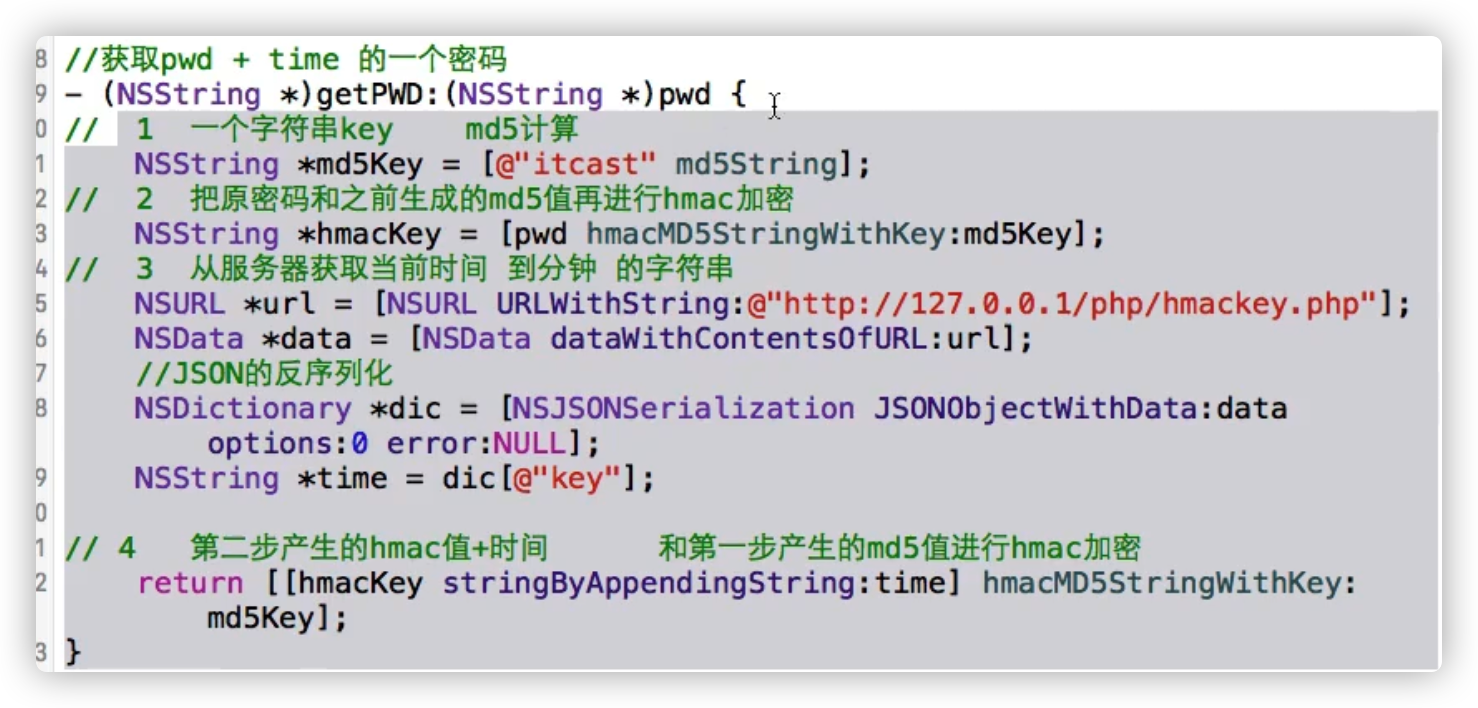 8 //获取pwd + time 的一个密码
9 - (NSString *)getPWD:(NSString *)pwd {
0 //  1  一个字符串key    md5计算
1     NSString *md5Key = [@"itcast" md5String];
2 //  2  把原密码和之前生成的md5值再进行hmac加密
3     NSString *hmacKey = [pwd hmacMD5StringWithKey:md5Key];
4 //  3  从服务器获取当前时间 到分钟 的字符串
5     NSURL *url = [NSURL URLWithString:@"http://127.0.0.1/php/hmackey.php"];
6     NSData *data = [NSData dataWithContentsOfURL:url];
7     //JSON的反序列化
8     NSDictionary *dic = [NSJSONSerialization JSONObjectWithData:data
        options:0 error:NULL];
9     NSString *time = dic[@"key"];
0
1 // 4   第二步产生的hmac值+时间      和第一步产生的md5值进行hmac加密
2     return [[hmacKey stringByAppendingString:time] hmacMD5StringWithKey:
        md5Key];
3 }